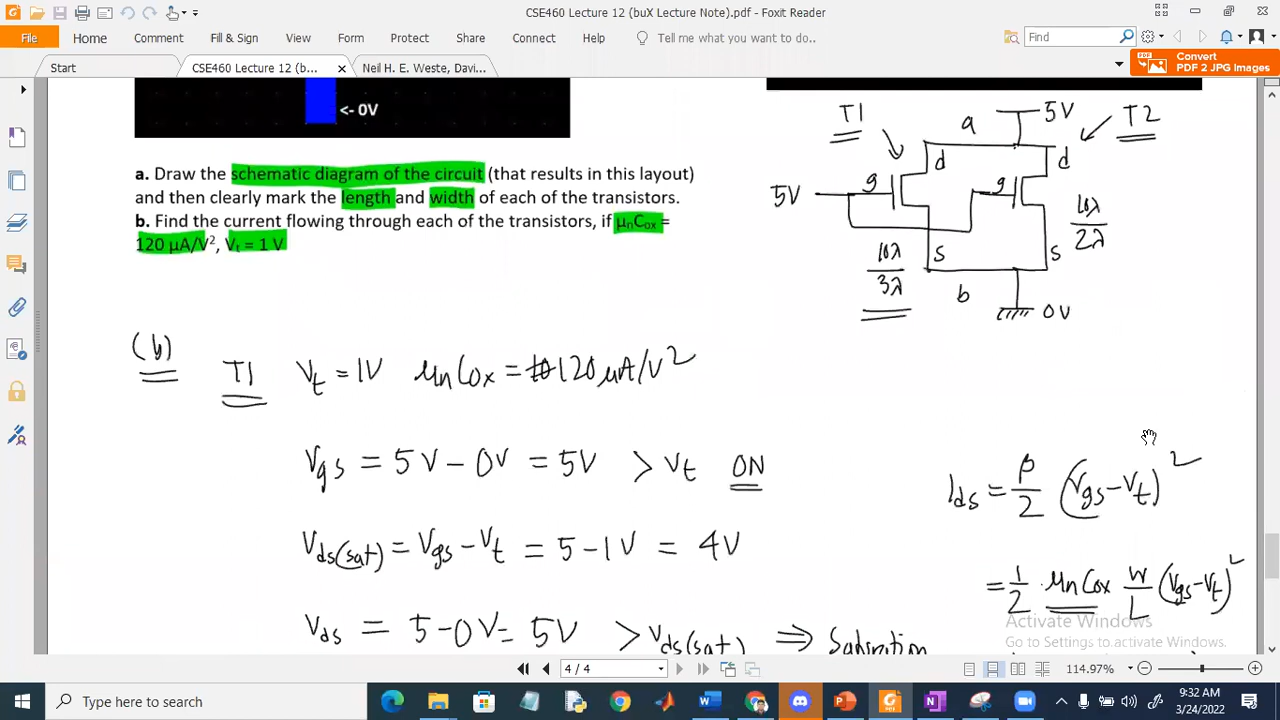 CSE460 Lecture 12 (buX Lecture Note).pdf - Foxit Reader
File Home Comment Fill & Sign View Form Protect Share Connect Help Tell me what you want to do.. Find
Start CSE460 Lecture 12 (b... Neil H. E. Weste, Davi...
Convert
PDF 2 JPG Images
<- 0V
a. Draw the schematic diagram of the circuit (that results in this layout)
and then clearly mark the length and width of each of the transistors.
b. Find the current flowing through each of the transistors, if μnCox =
120 μA/V², Vt = 1 V
T1 a 5V T2
d d
5V g g
10λ/3λ s s 10λ/2λ
b 0V
(b) T1 Vt = 1V μnCox = 120 μA/V²
Vgs = 5V - 0V = 5V > Vt ON
Ids = β/2 (Vgs - Vt)²
Vds(sat) = Vgs - Vt = 5 - 1V = 4V
= 1/2 · μnCox W/L (Vgs - Vt)²
Vds = 5 - 0V = 5V > Vds(sat) ⇒ Saturation
Activate Windows
Go to Settings to activate Windows.
4 / 4 114.97%
Type here to search
9:32 AM
3/24/2022